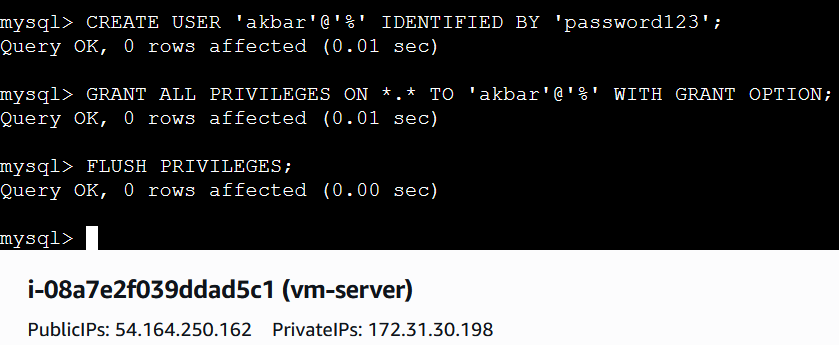 mysql> CREATE USER 'akbar'@'%' IDENTIFIED BY 'password123';
Query OK, 0 rows affected (0.01 sec)
mysql> GRANT ALL PRIVILEGES ON *.* TO 'akbar'@'%' WITH GRANT OPTION;
Query OK, 0 rows affected (0.01 sec)
mysql> FLUSH PRIVILEGES;
Query OK, 0 rows affected (0.00 sec)
mysql>
i-08a7e2f039ddad5c1 (vm-server)
PublicIPs: 54.164.250.162 PrivateIPs: 172.31.30.198